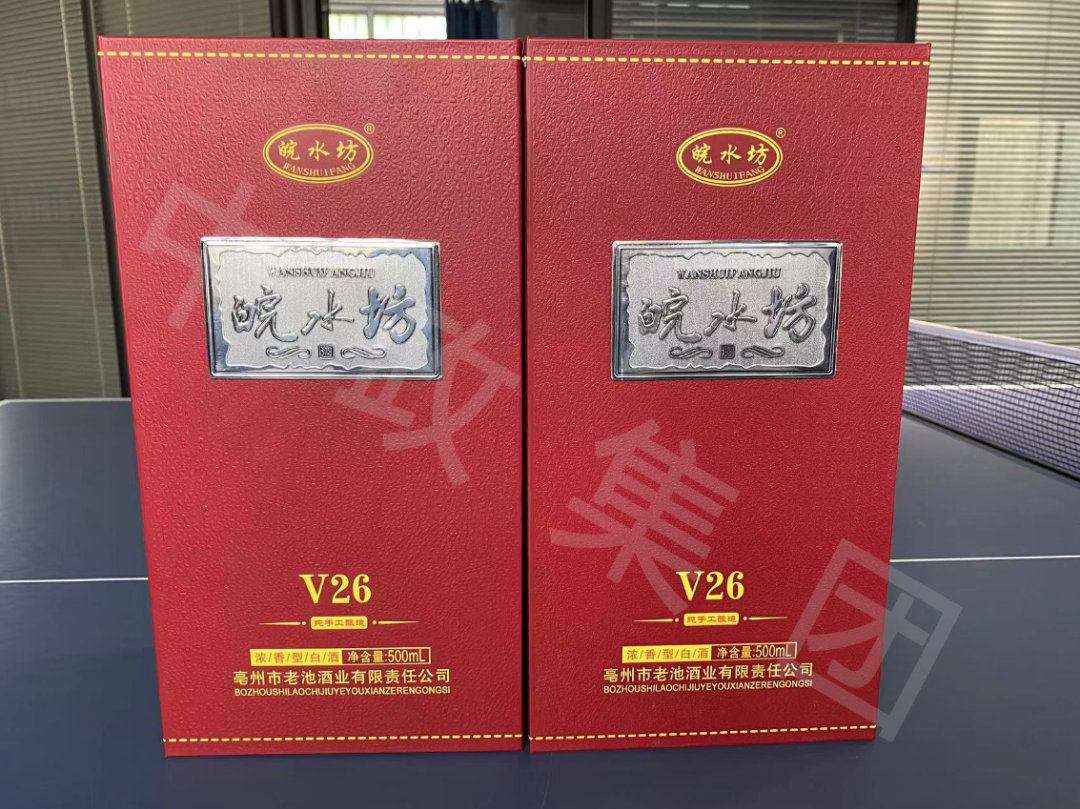 皖水坊®
WANSHUIFANG
WANSHUIFANGJIU
皖水坊
V26
纯手工酿造
浓香型白酒 净含量:500mL
亳州市老池酒业有限责任公司
BOZHOUSHILAOCHIJIUYEYOUXIANZERENGONGSI
皖水坊®
WANSHUIFANG
WANSHUIFANGJIU
皖水坊
V26
纯手工酿造
浓香型白酒 净含量:500mL
亳州市老池酒业有限责任公司
BOZHOUSHILAOCHIJIUYEYOUXIANZERENGONGSI
中政集团